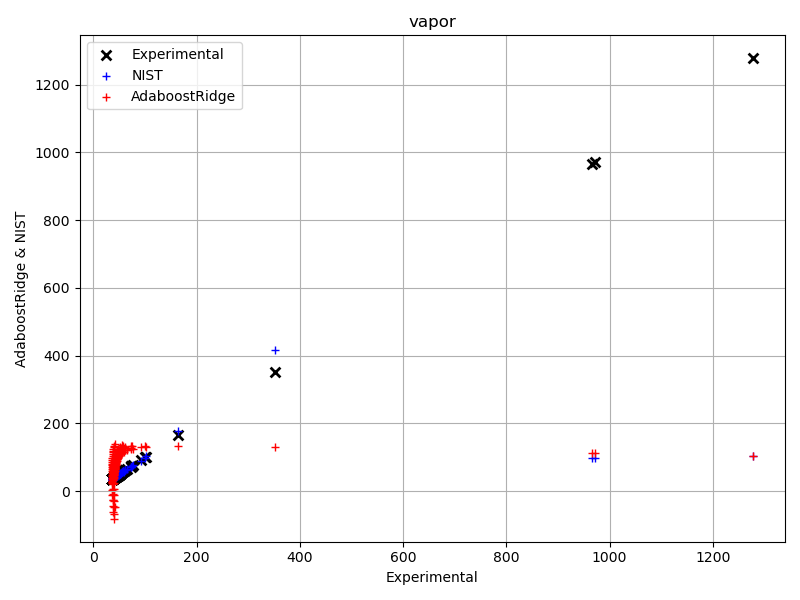 vapor
Experimental
NIST
AdaboostRidge
1200
1000
800
600
400
200
0
AdaboostRidge & NIST
0 200 400 600 800 1000 1200
Experimental